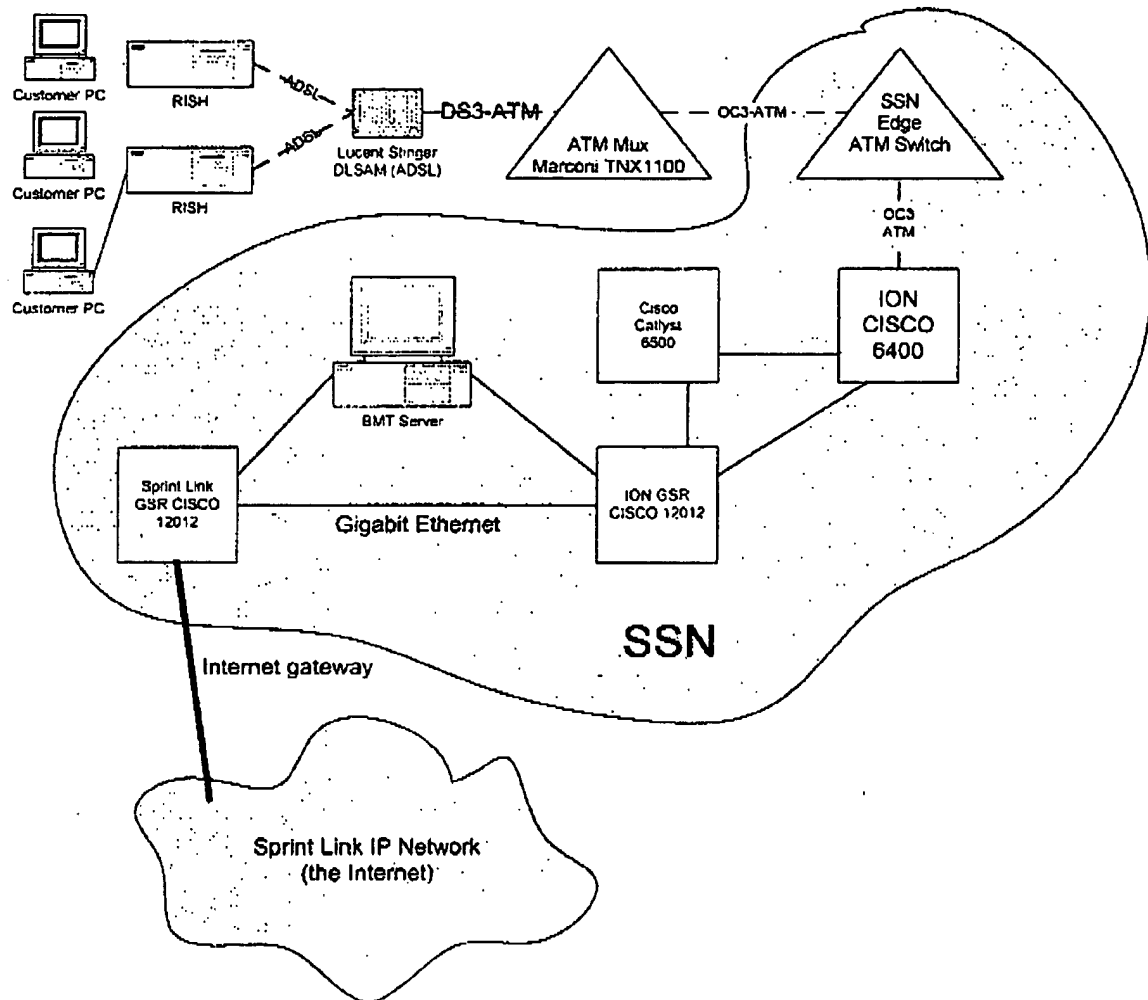 Customer PC
RISH
ADSL
Customer PC
RISH
ADSL
Customer PC
Lucent Stinger
DLSAM (ADSL)
DS3-ATM
ATM Mux
Marconi TNX1100
OC3-ATM
SSN
Edge
ATM Switch
OC3
ATM
ION
CISCO
6400
Cisco
Catlyst
6500
BMT Server
Sprint Link
GSR CISCO
12012
Gigabit Ethernet
ION GSR
CISCO 12012
SSN
Internet gateway
Sprint Link IP Network
(the Internet)